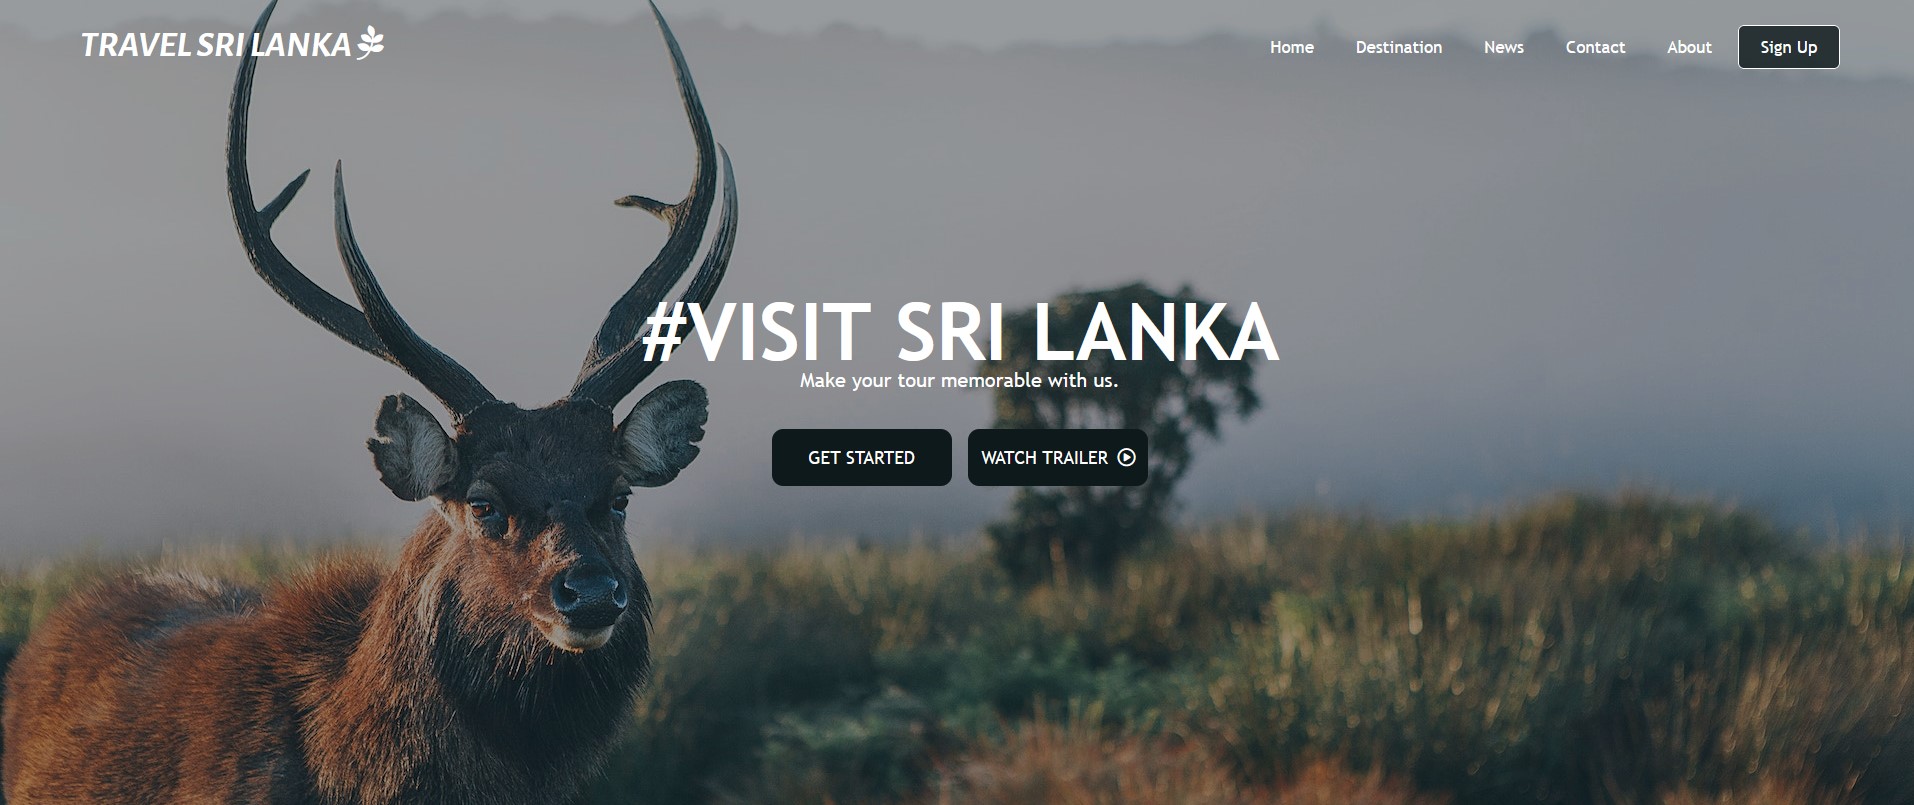 TRAVEL SRI LANKA
Home Destination News Contact About Sign Up
#VISIT SRI LANKA
Make your tour memorable with us.
GET STARTED WATCH TRAILER